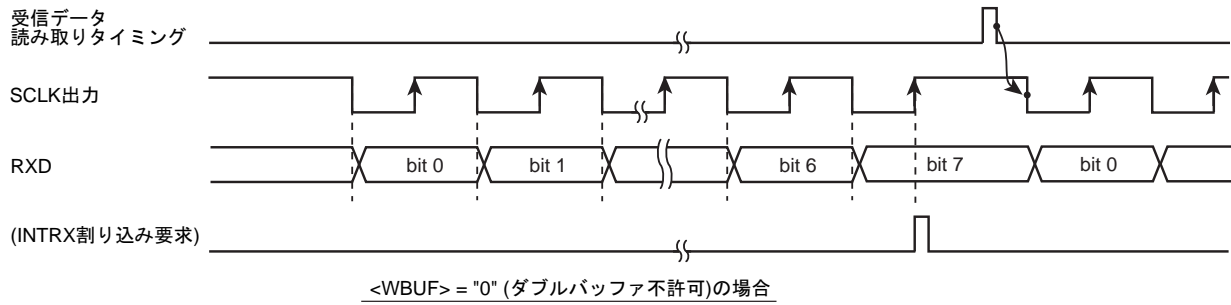 受信データ
読み取りタイミング
SCLK出力
RXD
bit 0
bit 1
bit 6
bit 7
bit 0
(INTRX割り込み要求)
<WBUF> = "0" (ダブルバッファ不許可)の場合